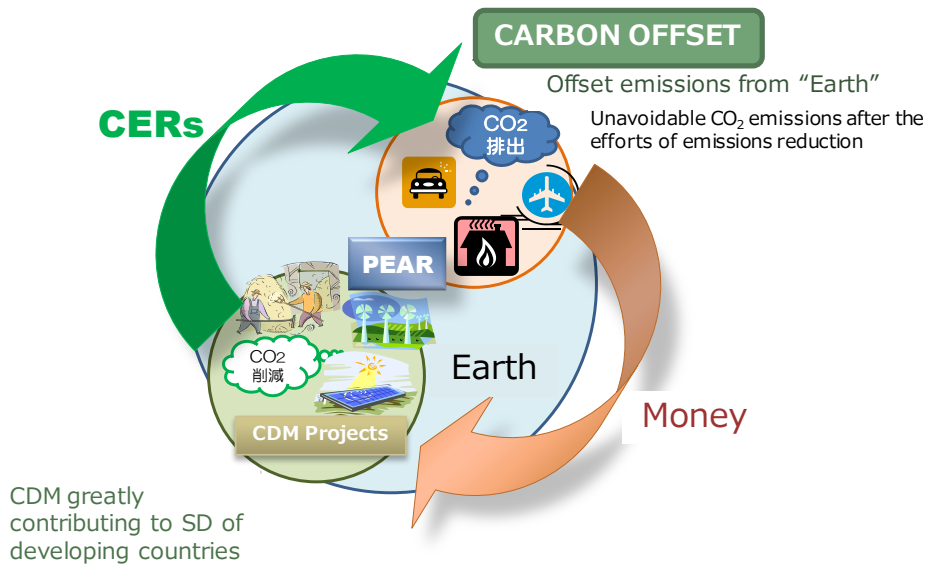 CARBON OFFSET
Offset emissions from “Earth”
Unavoidable CO2 emissions after the
efforts of emissions reduction
CERs
CO2
排出
PEAR
CO2
削減
Earth
CDM Projects
Money
CDM greatly
contributing to SD of
developing countries